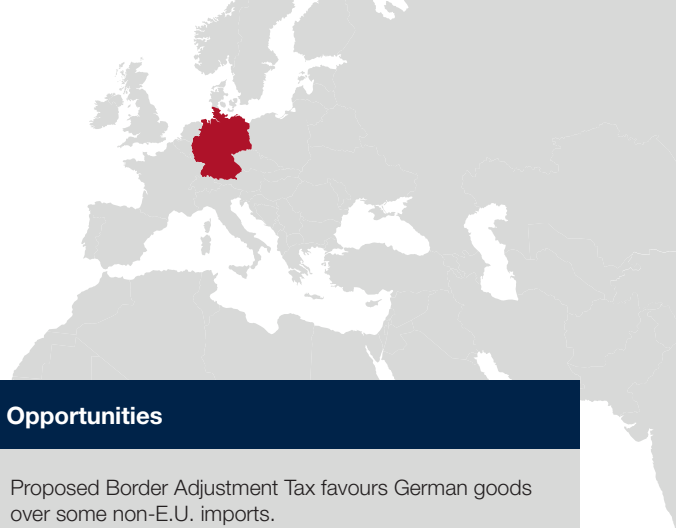 Opportunities
Proposed Border Adjustment Tax favours German goods
over some non-E.U. imports.